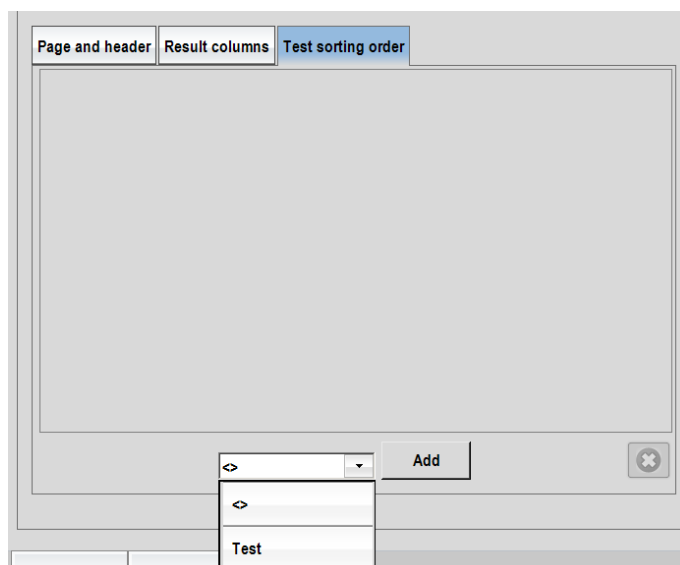 Page and header Result columns Test sorting order
<> Add
<>
Test